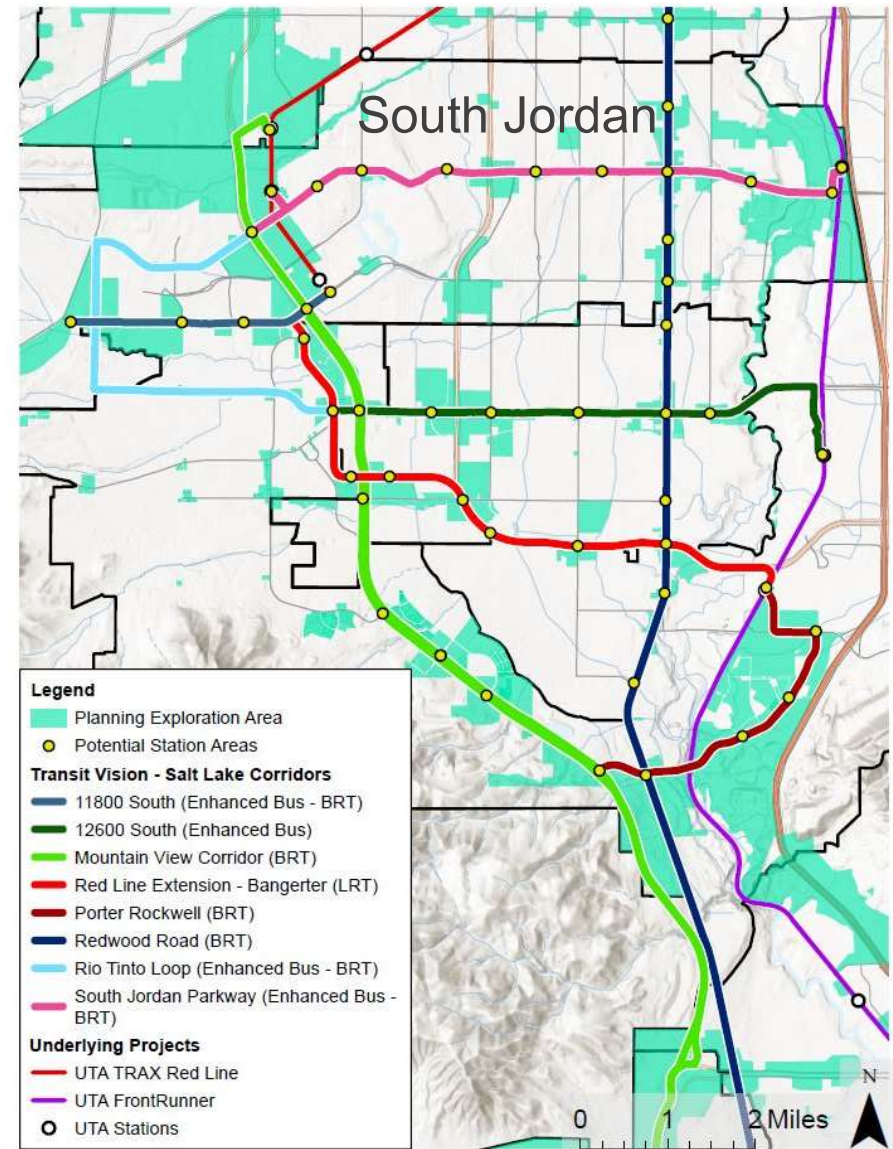 South Jordan
Legend
Planning Exploration Area
Potential Station Areas
Transit Vision - Salt Lake Corridors
11800 South (Enhanced Bus - BRT)
12600 South (Enhanced Bus)
Mountain View Corridor (BRT)
Red Line Extension - Bangerter (LRT)
Porter Rockwell (BRT)
Redwood Road (BRT)
Rio Tinto Loop (Enhanced Bus - BRT)
South Jordan Parkway (Enhanced Bus -
BRT)
Underlying Projects
UTA TRAX Red Line
UTA FrontRunner
UTA Stations
0 1 2 Miles
N